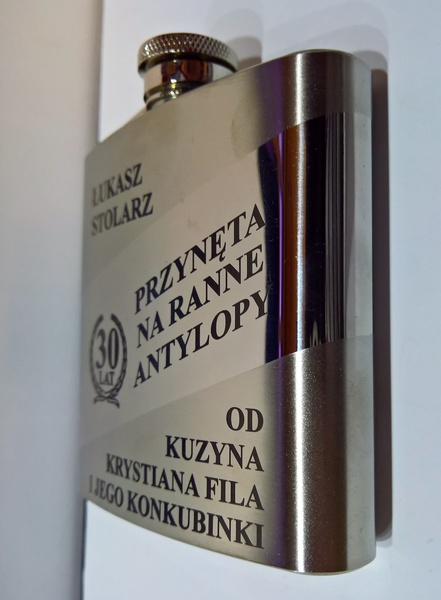 ŁUKASZ
STOLARZ
PRZYNĘTA
NA RANNE
ANTYLOPY
30
LAT
OD
KUZYNA
KRYSTIANA FILA
I JEGO KONKUBINKI